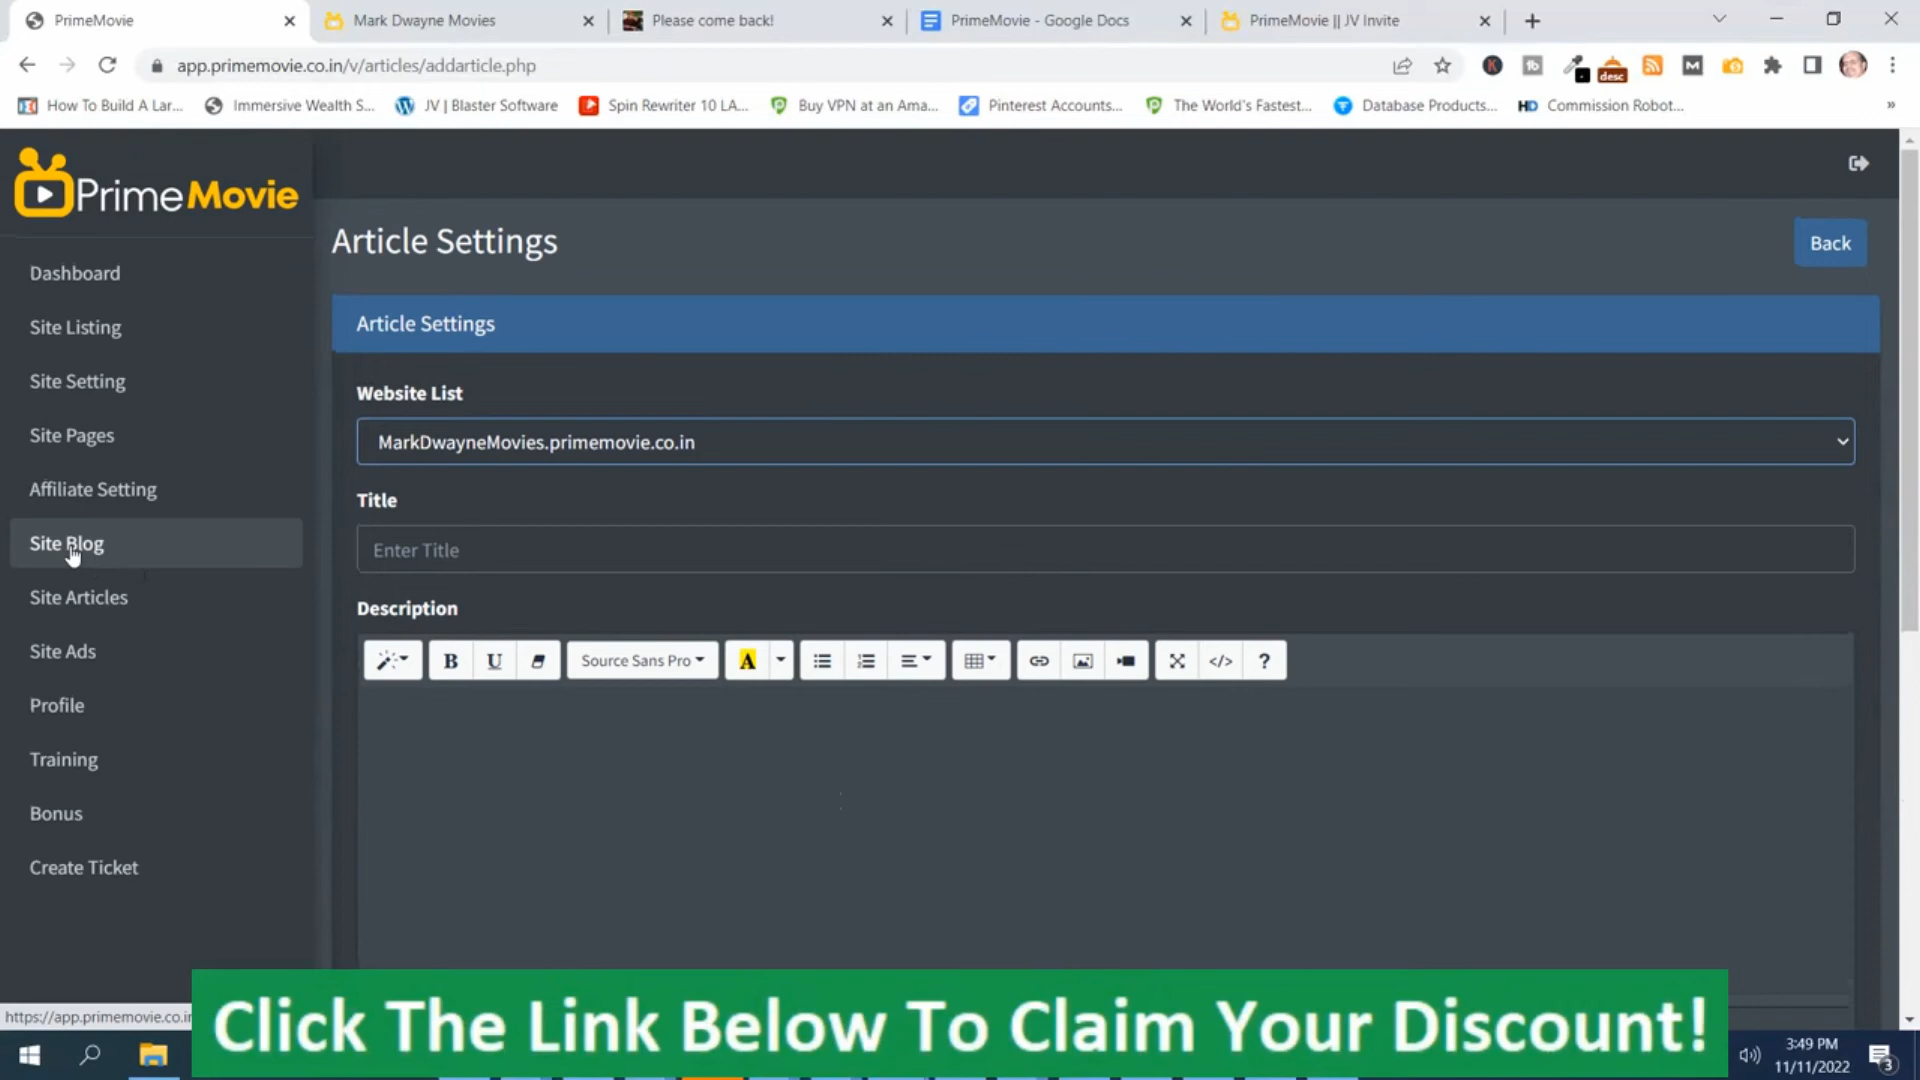 PrimeMovie
Mark Dwayne Movies
Please come back!
PrimeMovie - Google Docs
PrimeMovie || JV Invite
app.primemovie.co.in/v/articles/addarticle.php
desc
How To Build A Lar...
Immersive Wealth S...
JV | Blaster Software
Spin Rewriter 10 LA...
Buy VPN at an Ama...
Pinterest Accounts...
The World's Fastest...
Database Products...
HD Commission Robot...
»
PrimeMovie
Dashboard
Site Listing
Site Setting
Site Pages
Affiliate Setting
Site Blog
Site Articles
Site Ads
Profile
Training
Bonus
Create Ticket
Article Settings
Back
Article Settings
Website List
MarkDwayneMovies.primemovie.co.in
Title
Enter Title
Description
B U Source Sans Pro A </> ?
https://app.primemovie.co.in
Click The Link Below To Claim Your Discount!
3:49 PM
11/11/2022
3